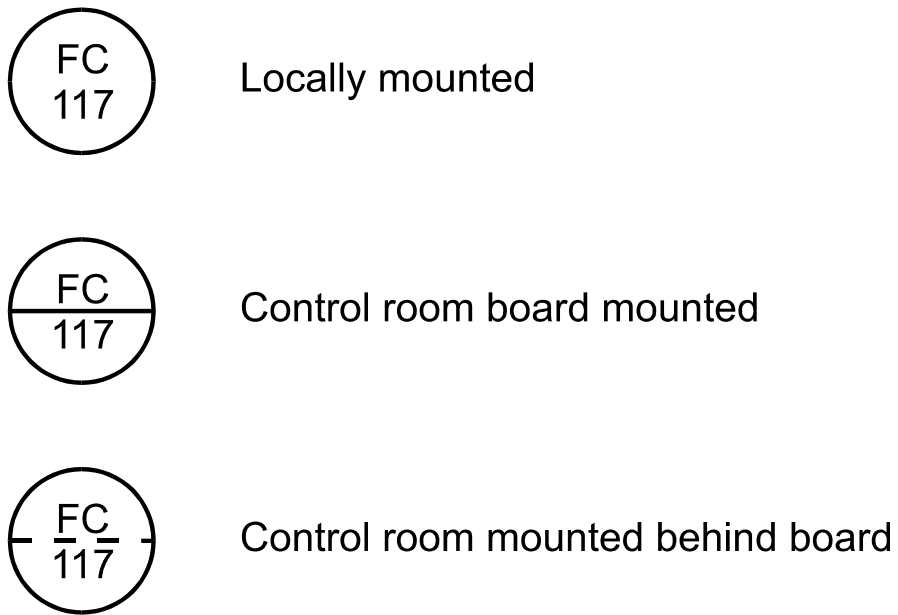 FC
117
Locally mounted
FC
117
Control room board mounted
FC
117
Control room mounted behind board